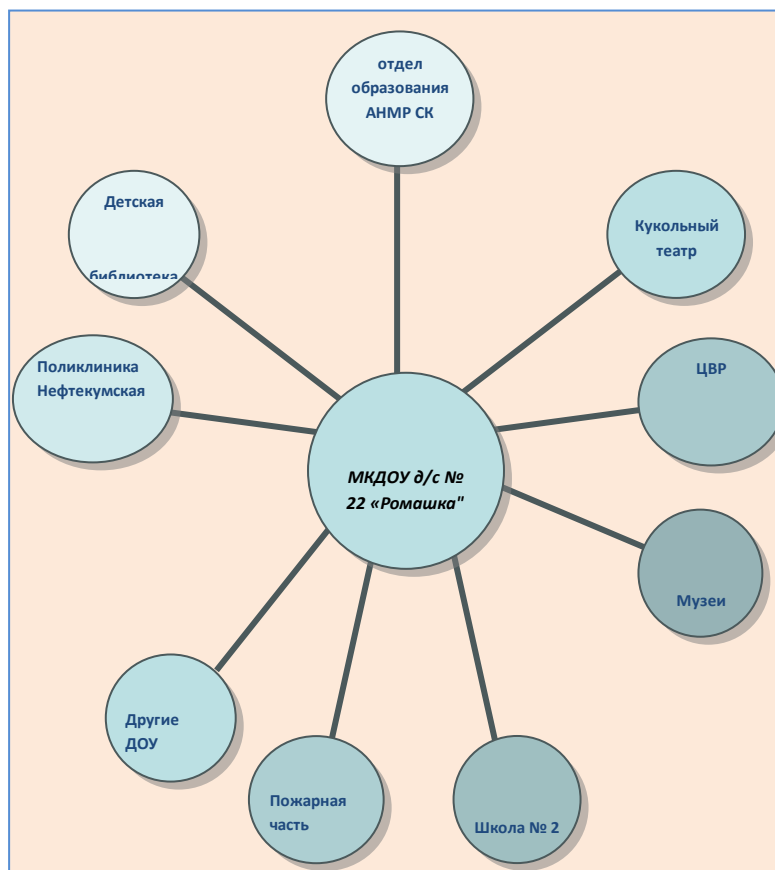 отдел
образования
АНМР СК
Детская
библиотека
Кукольный
театр
Поликлиника
Нефтекумская
ЦВР
МКДОУ д/с №
22 «Ромашка"
Музеи
Другие
ДОУ
Пожарная
часть
Школа № 2